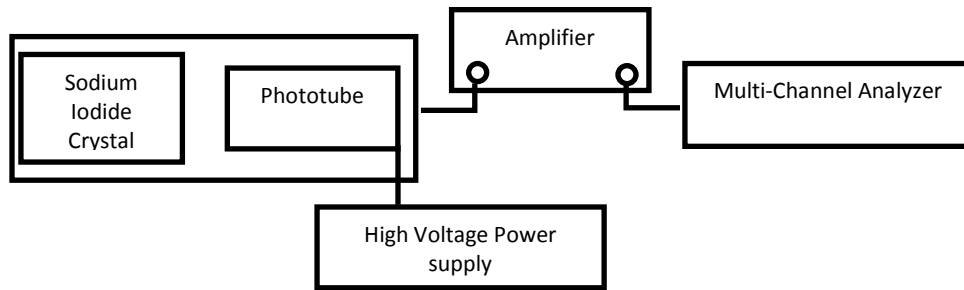 Amplifier
Sodium
Iodide
Crystal
Phototube
Multi-Channel Analyzer
High Voltage Power
supply